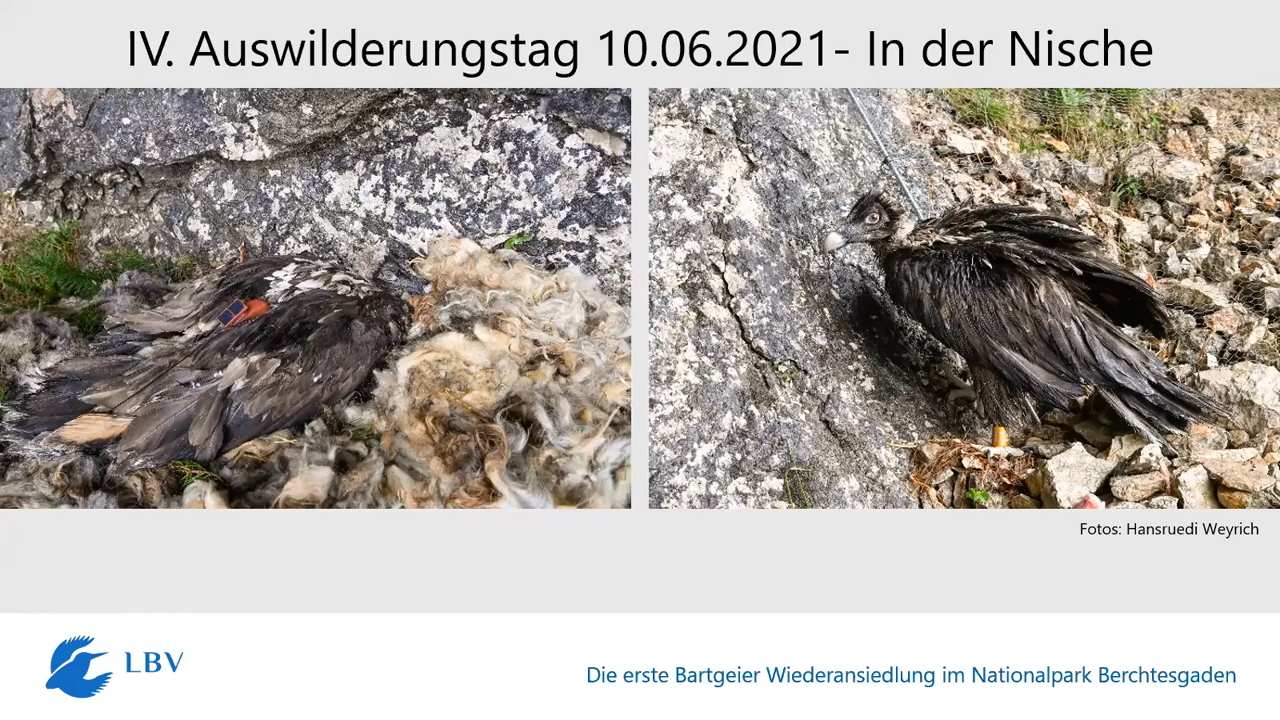 IV. Auswilderungstag 10.06.2021- In der Nische
Fotos: Hansruedi Weyrich
LBV
Die erste Bartgeier Wiederansiedlung im Nationalpark Berchtesgaden